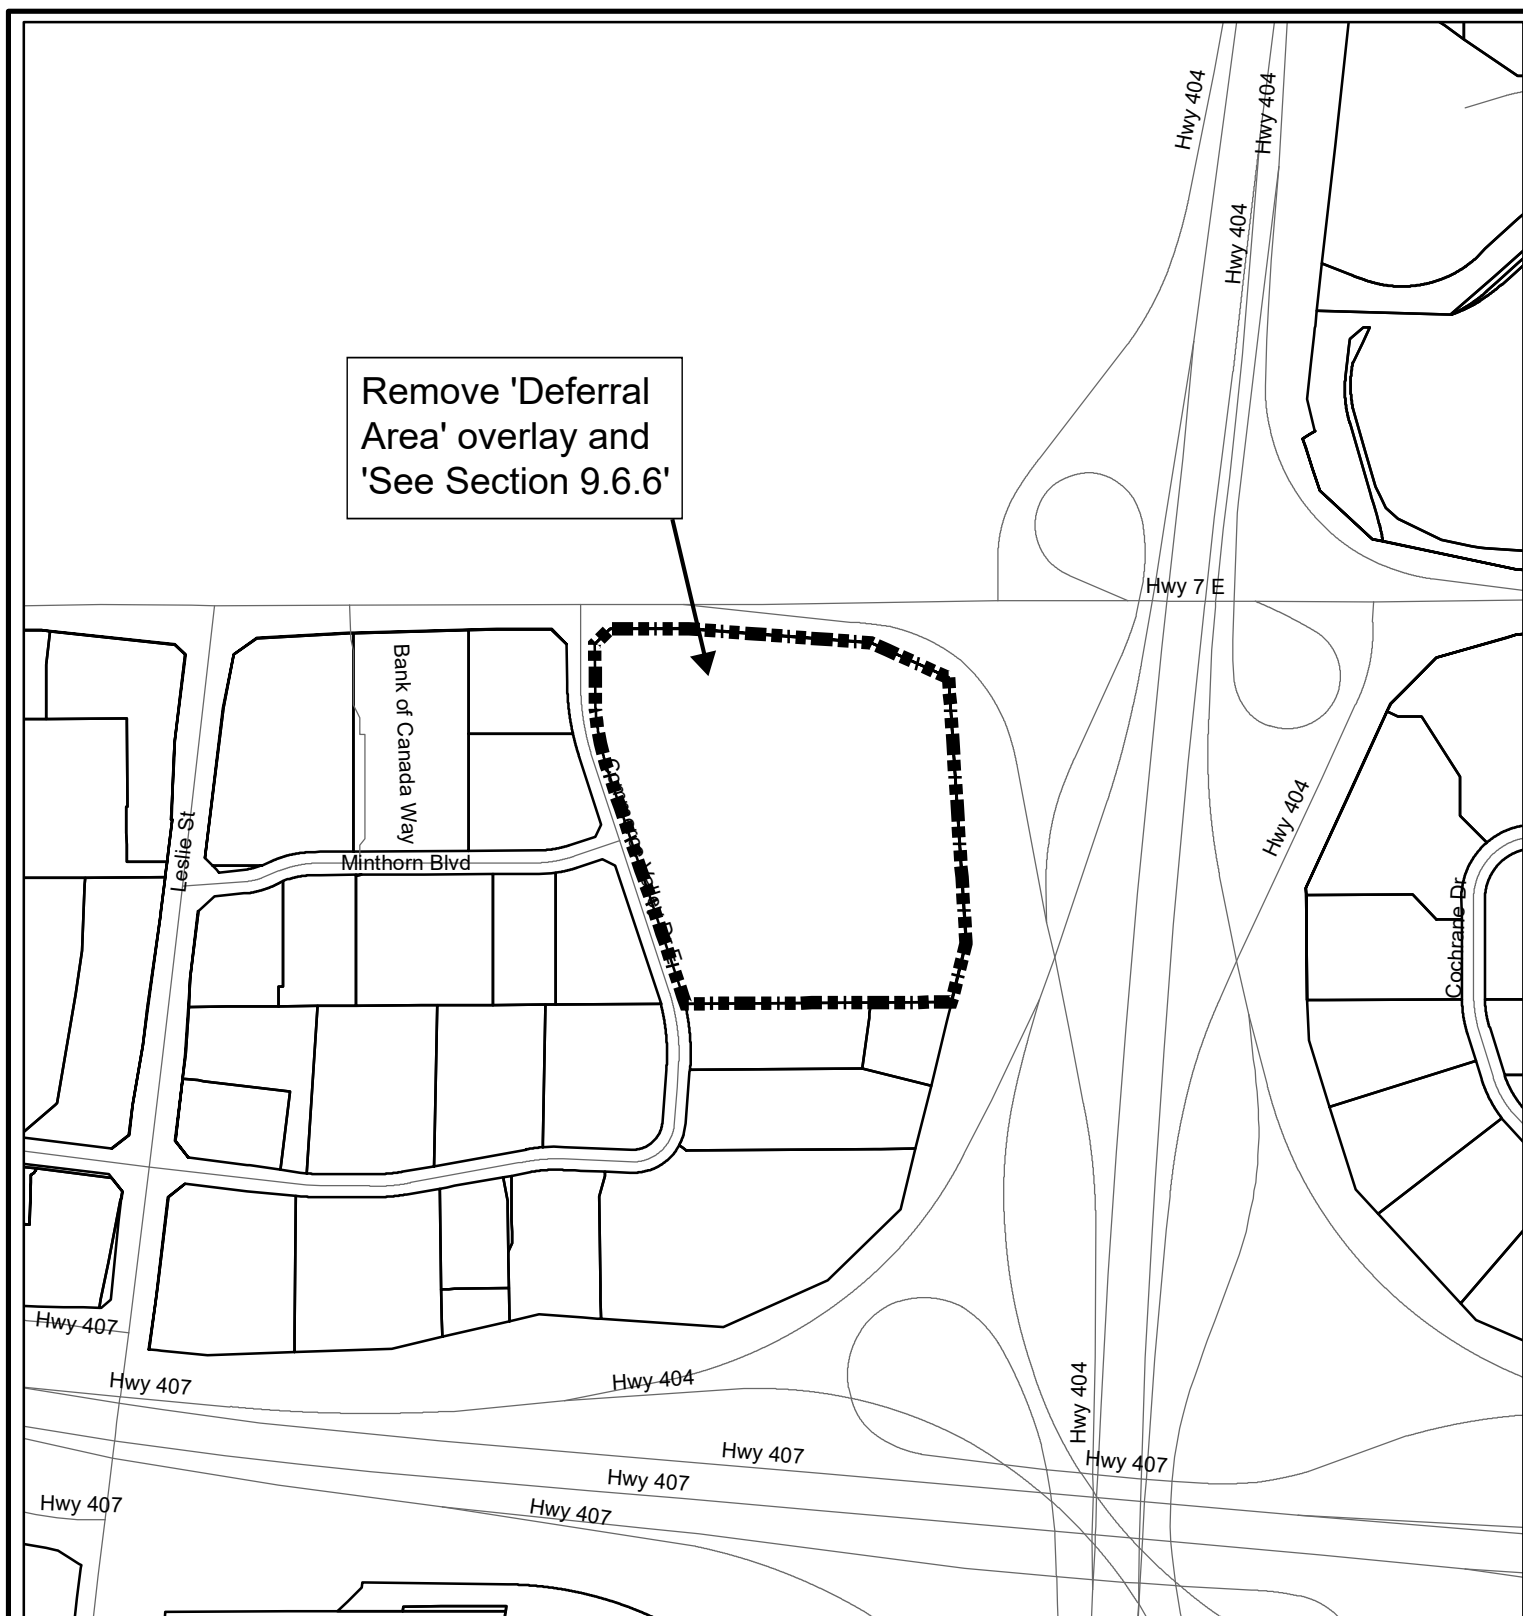 Hwy 404
Hwy 404
Hwy 404
Remove 'Deferral
Area' overlay and
'See Section 9.6.6'
Hwy 7 E
Bank of Canada Way
Leslie St
Minthorn Blvd
Hwy 404
Cochrane Dr
Hwy 407
Hwy 407
Hwy 404
Hwy 404
Hwy 407
Hwy 407
Hwy 407
Hwy 407
Hwy 407